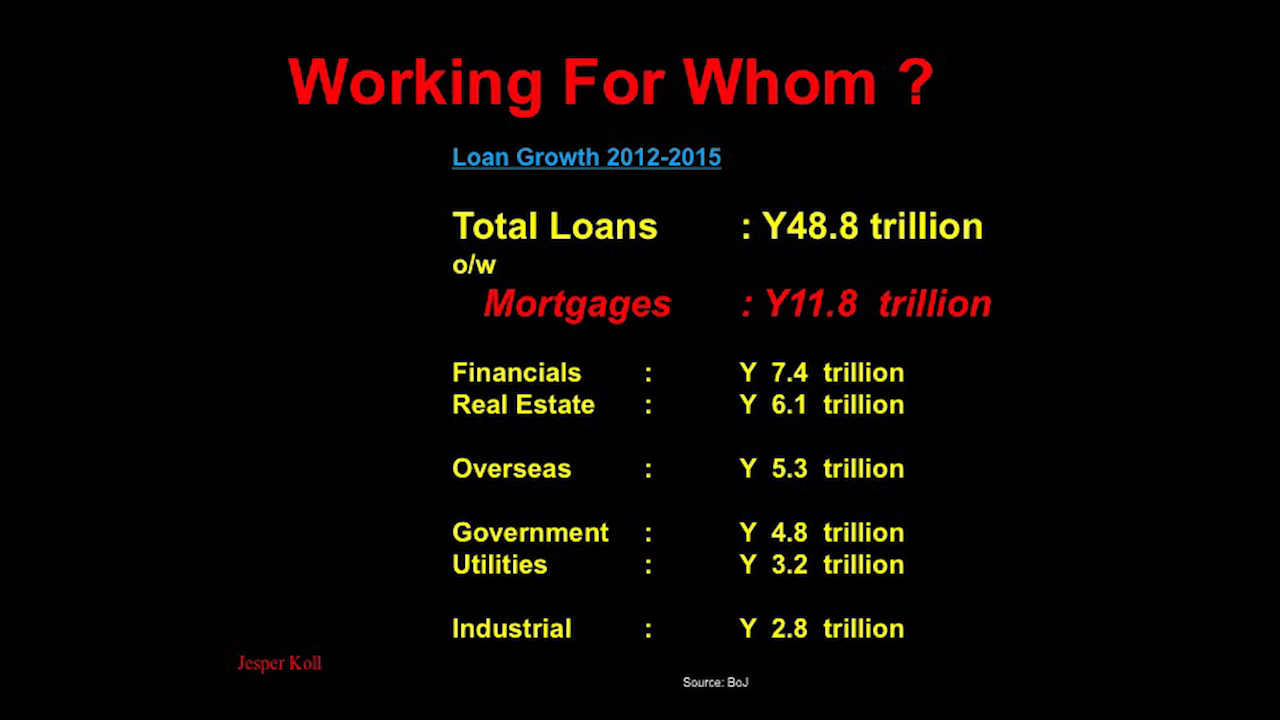 Working For Whom ?
Loan Growth 2012-2015
Total Loans : Y48.8 trillion
o/w
Mortgages : Y11.8 trillion
Financials : Y 7.4 trillion
Real Estate : Y 6.1 trillion
Overseas : Y 5.3 trillion
Government : Y 4.8 trillion
Utilities : Y 3.2 trillion
Industrial : Y 2.8 trillion
Jesper Koll
Source: BoJ